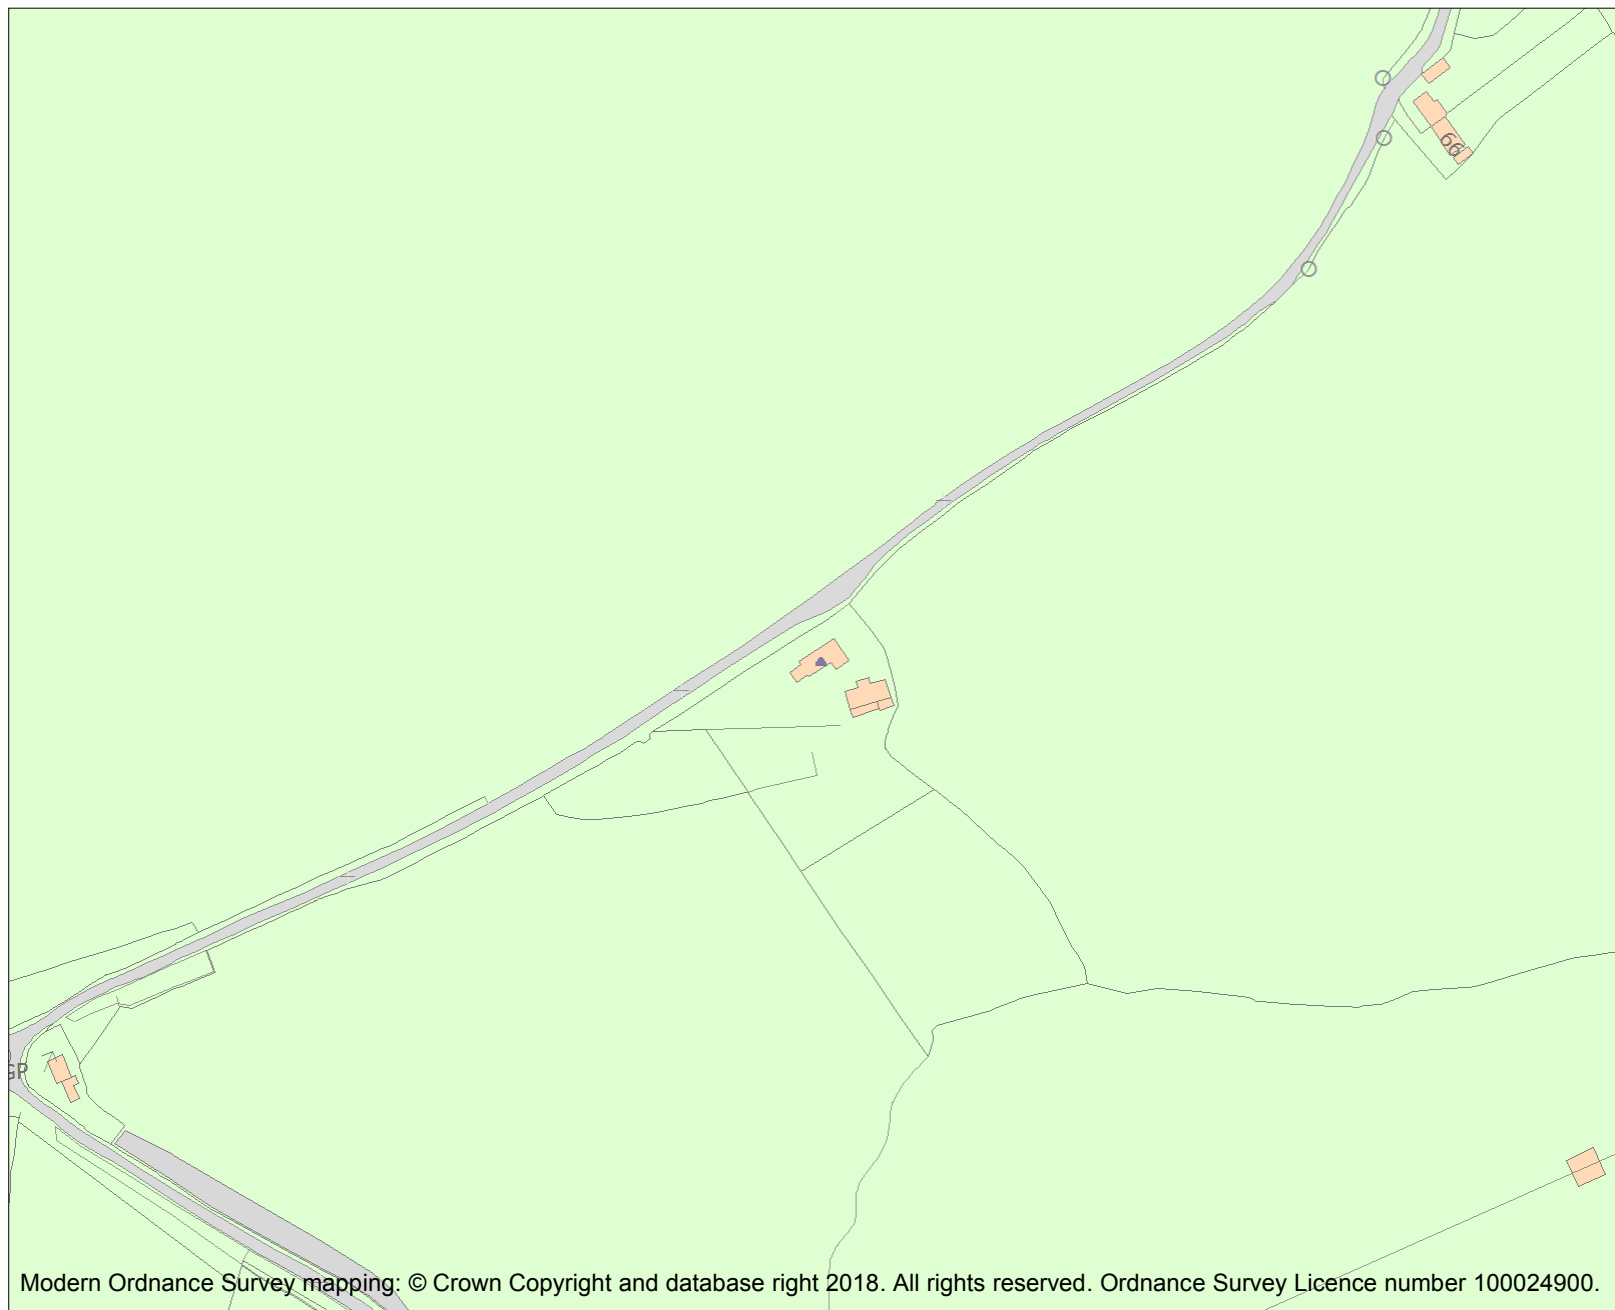 66
GP
Modern Ordnance Survey mapping: © Crown Copyright and database right 2018. All rights reserved. Ordnance Survey Licence number 100024900.